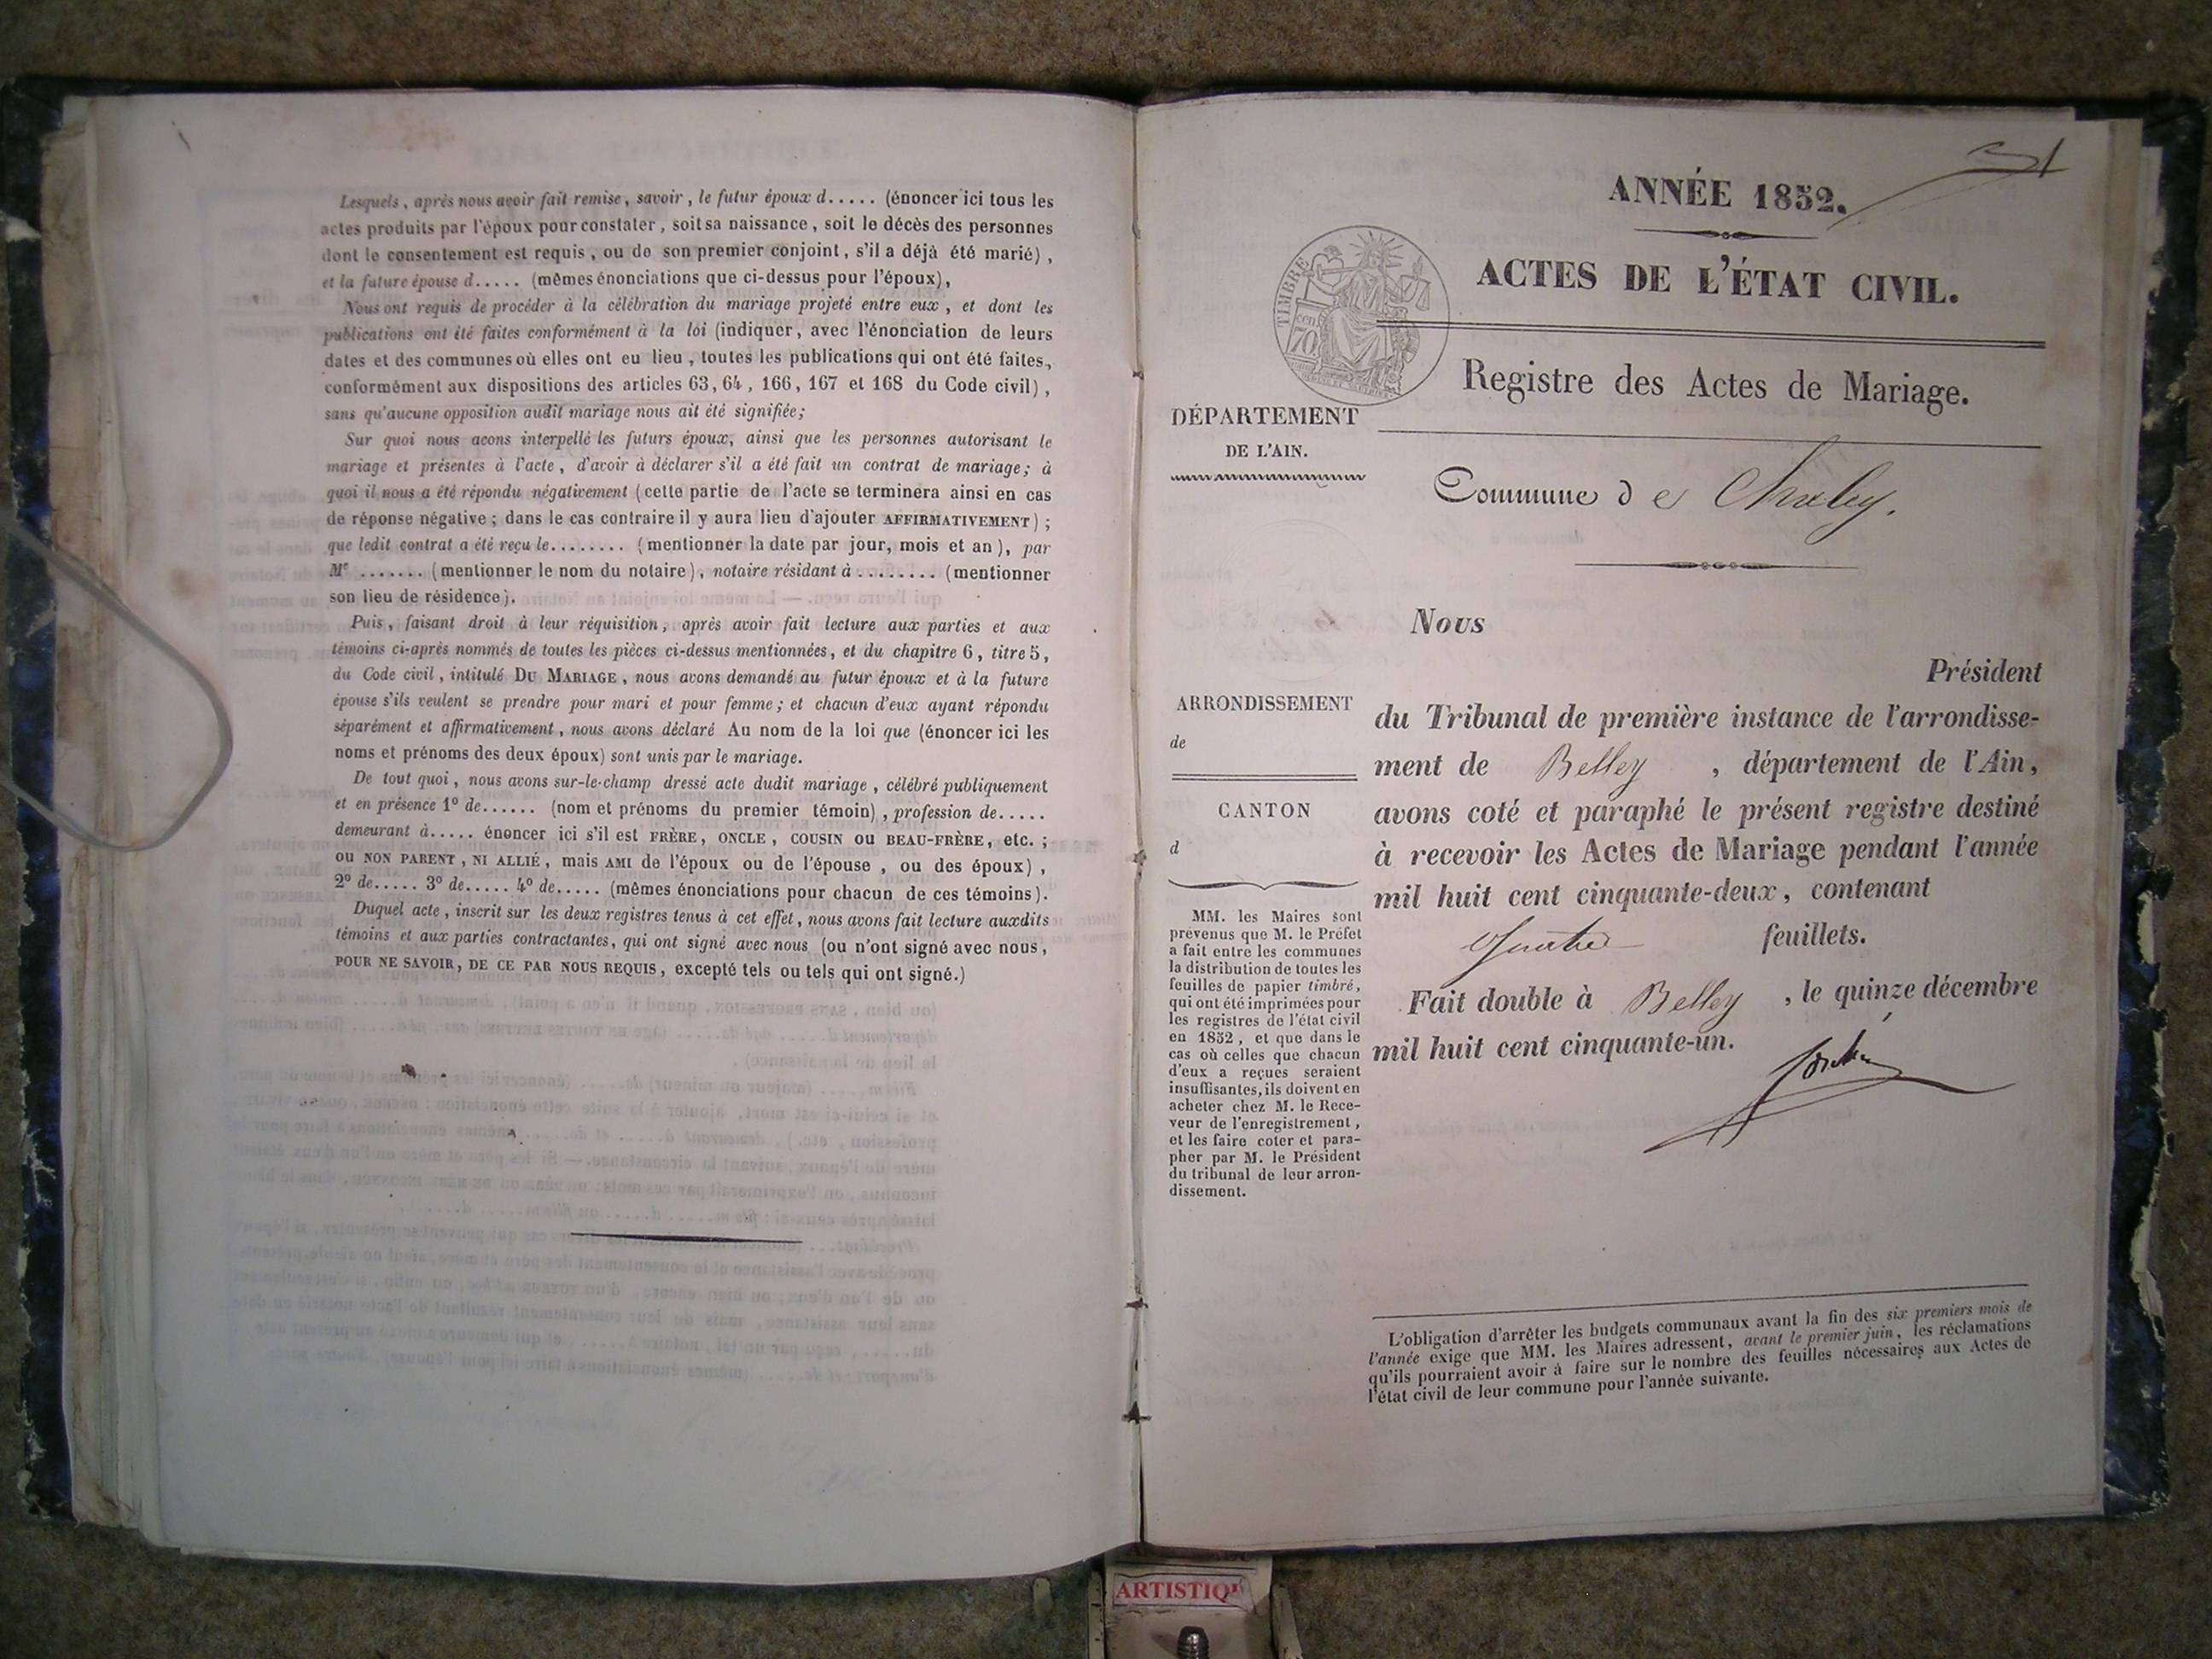 Lesquels, après nous avoir fait remise, savoir, le futur époux d..... (énoncer ici tous les
actes produits par l'époux pour constater, soit sa naissance, soit le décès des personnes
dont le consentement est requis, ou de son premier conjoint, s'il a déjà été marié),
et la future épouse d..... (mêmes énonciations que ci-dessus pour l'époux),
Nous ont requis de procéder à la célébration du mariage projeté entre eux, et dont les
publications ont été faites conformément à la loi (indiquer, avec l'énonciation de leurs
dates et des communes où elles ont eu lieu, toutes les publications qui ont été faites,
conformément aux dispositions des articles 63, 64, 166, 167 et 168 du Code civil),
sans qu'aucune opposition audit mariage nous ait été signifiée;
Sur quoi nous avons interpellé les futurs époux, ainsi que les personnes autorisant le
mariage et présentes à l'acte, d'avoir à déclarer s'il a été fait un contrat de mariage; à
quoi il nous a été répondu négativement (cette partie de l'acte se terminera ainsi en cas
de réponse négative; dans le cas contraire il y aura lieu d'ajouter AFFIRMATIVEMENT);
que ledit contrat a été reçu le........ (mentionner la date par jour, mois et an), par
Me ....... (mentionner le nom du notaire), notaire résidant à ........ (mentionner
son lieu de résidence).
Puis, faisant droit à leur réquisition, après avoir fait lecture aux parties et aux
témoins ci-après nommés de toutes les pièces ci-dessus mentionnées, et du chapitre 6, titre 5,
du Code civil, intitulé DU MARIAGE, nous avons demandé au futur époux et à la future
épouse s'ils veulent se prendre pour mari et pour femme; et chacun d'eux ayant répondu
séparément et affirmativement, nous avons déclaré Au nom de la loi que (énoncer ici les
noms et prénoms des deux époux) sont unis par le mariage.
De tout quoi, nous avons sur-le-champ dressé acte dudit mariage, célébré publiquement
et en présence 1º de...... (nom et prénoms du premier témoin), profession de.....
demeurant à..... énoncer ici s'il est FRÈRE, ONCLE, COUSIN OU BEAU-FRÈRE, etc.;
ou NON PARENT, NI ALLIÉ, mais AMI de l'époux ou de l'épouse, ou des époux),
2º de..... 3º de..... 4º de..... (mêmes énonciations pour chacun de ces témoins).
Duquel acte, inscrit sur les deux registres tenus à cet effet, nous avons fait lecture auxdits
témoins et aux parties contractantes, qui ont signé avec nous (ou n'ont signé avec nous,
POUR NE SAVOIR, DE CE PAR NOUS REQUIS, excepté tels ou tels qui ont signé.)
31
ANNÉE 1852.
ACTES DE L'ÉTAT CIVIL.
TIMBRE
70 cen.
Registre des Actes de Mariage.
DÉPARTEMENT
DE L'AIN.
Commune de Chaley.
Nous
Président
ARRONDISSEMENT
de
CANTON
d
du Tribunal de première instance de l'arrondisse-
ment de Belley, département de l'Ain,
avons coté et paraphé le présent registre destiné
à recevoir les Actes de Mariage pendant l'année
mil huit cent cinquante-deux, contenant
Quatre feuillets.
Fait double à Belley, le quinze décembre
mil huit cent cinquante-un.
MM. les Maires sont
prévenus que M. le Préfet
a fait entre les communes
la distribution de toutes les
feuilles de papier timbré,
qui ont été imprimées pour
les registres de l'état civil
en 1852, et que dans le
cas où celles que chacun
d'eux a reçues seraient
insuffisantes, ils doivent en
acheter chez M. le Rece-
veur de l'enregistrement,
et les faire coter et para-
pher par M. le Président
du tribunal de leur arron-
dissement.
L'obligation d'arrêter les budgets communaux avant la fin des six premiers mois de
l'année exige que MM. les Maires adressent, avant le premier juin, les réclamations
qu'ils pourraient avoir à faire sur le nombre des feuilles nécessaires aux Actes de
l'état civil de leur commune pour l'année suivante.
ARTISTIQ